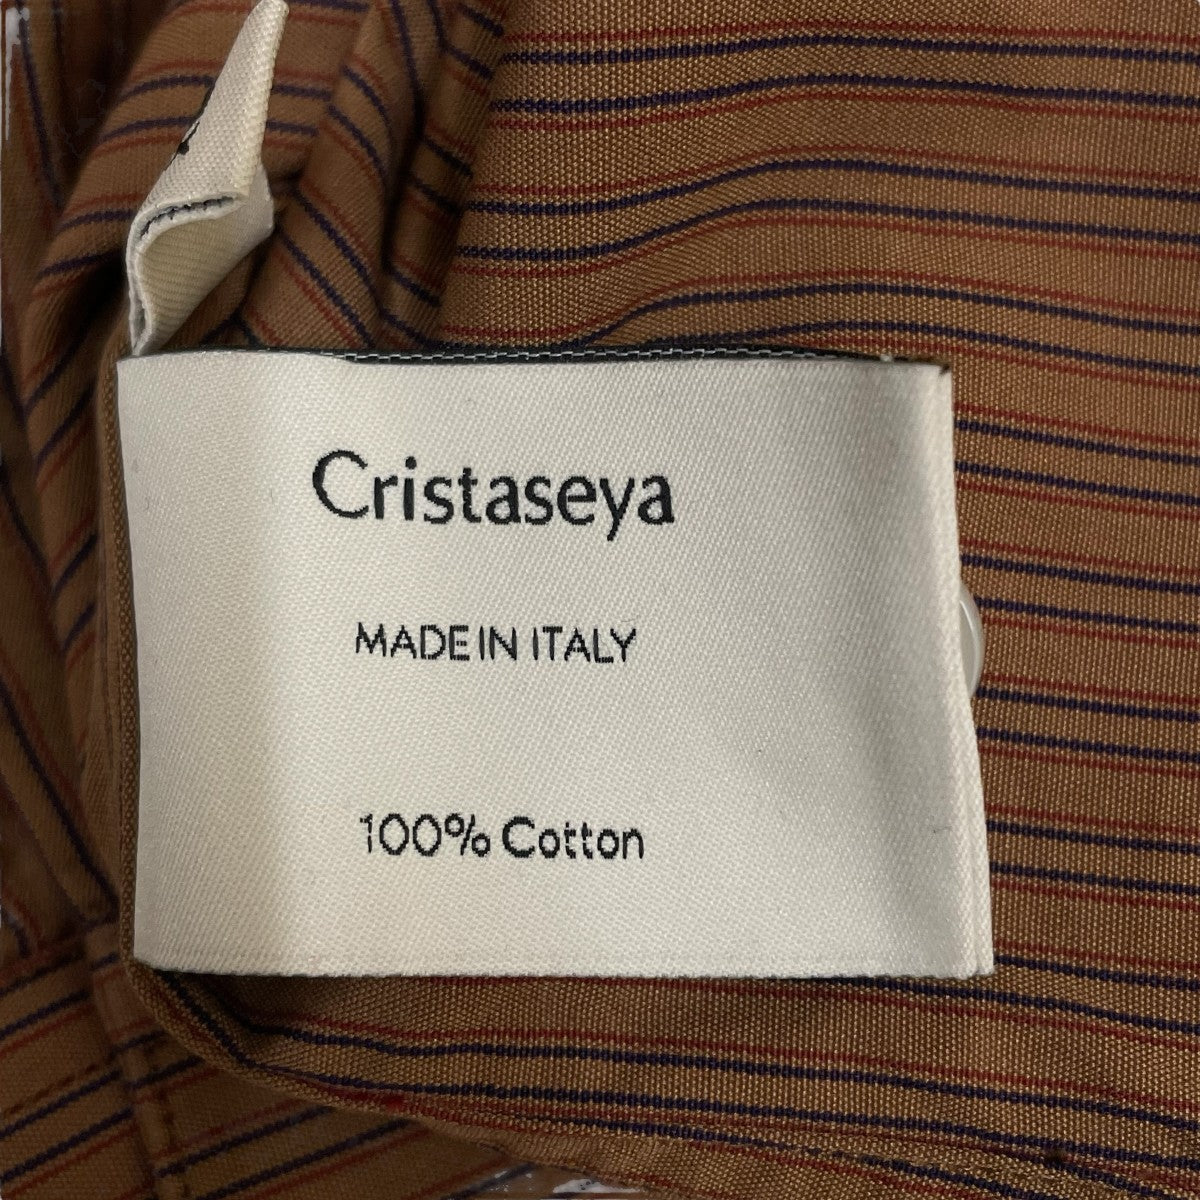 Cristaseya
MADE IN ITALY
100% Cotton